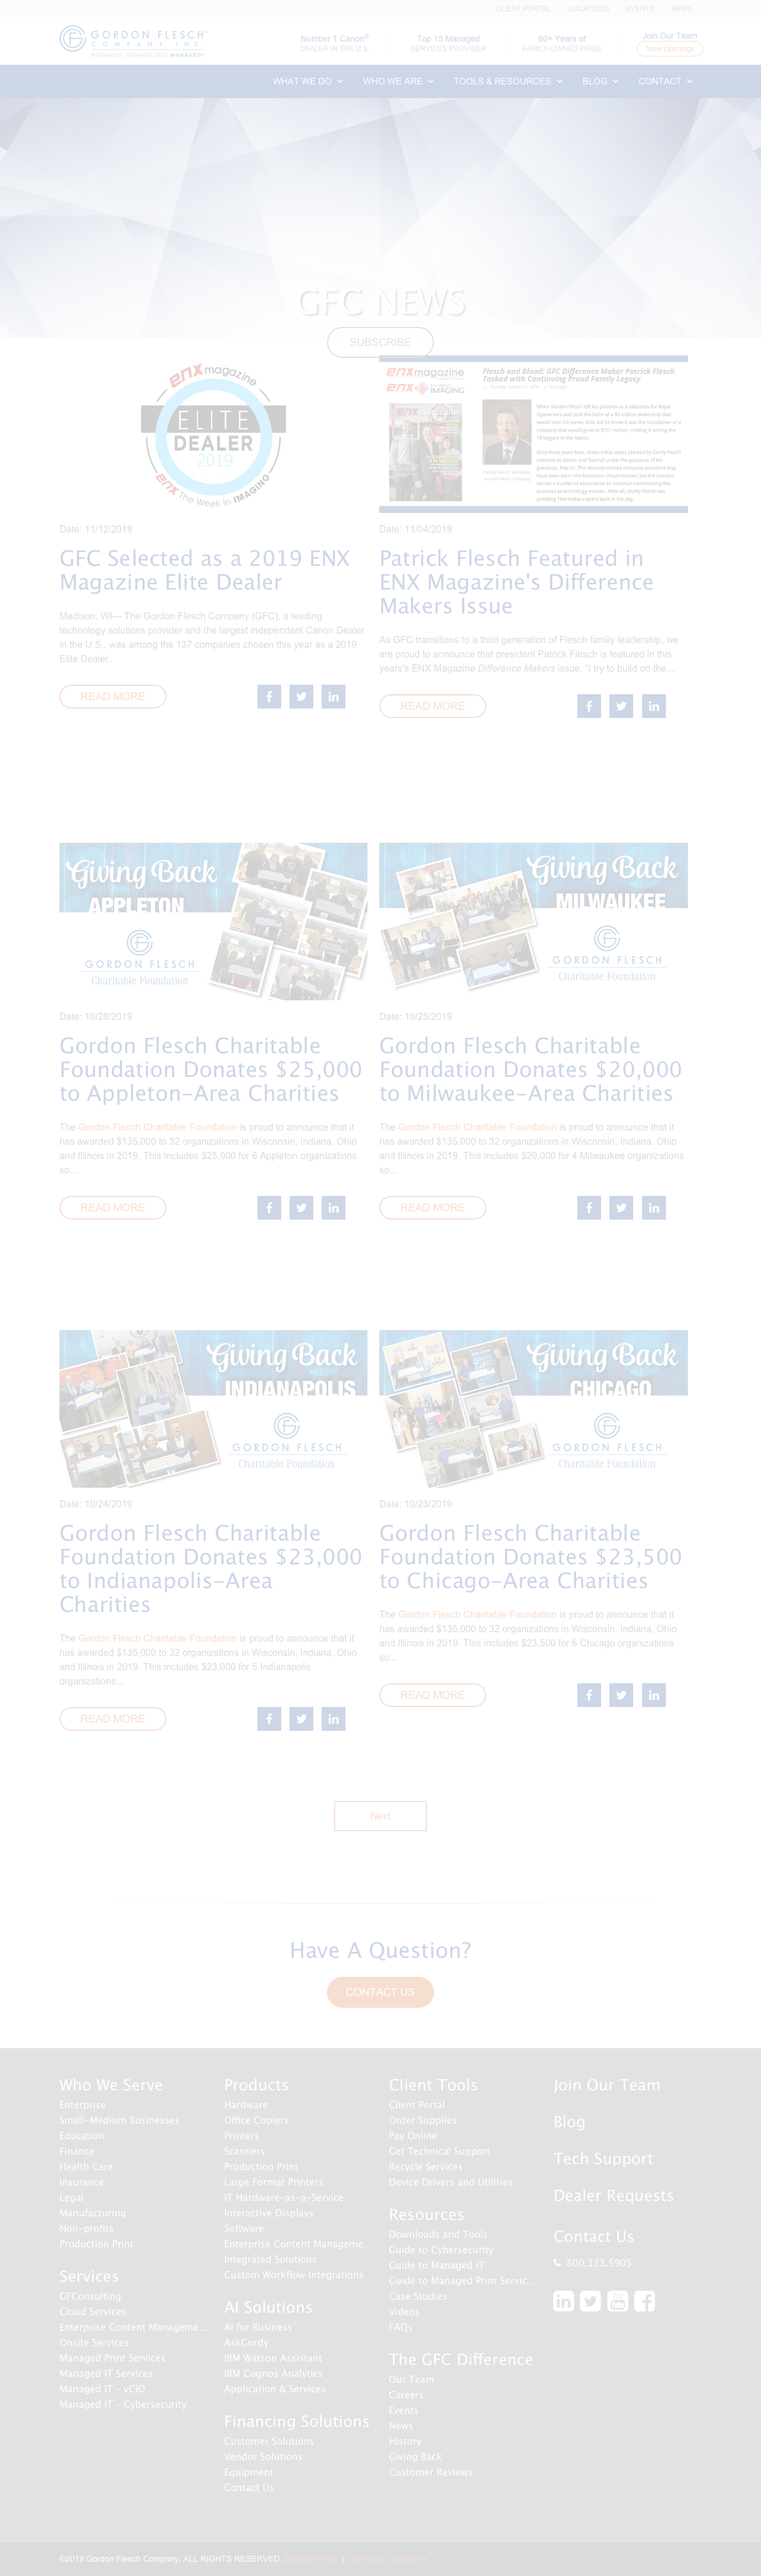 CLIENT PORTAL LOCATIONS EVENTS NEWS
GORDON FLESCH
COMPANY INC.
BUSINESS TECHNOLOGY. MANAGED.
Number 1 Canon®
DEALER IN THE U.S
Top 15 Managed
SERVICES PROVIDER
60+ Years of
FAMILY-OWNED PRIDE
Join Our Team
View Openings
WHAT WE DO WHO WE ARE TOOLS & RESOURCES BLOG CONTACT
GFC NEWS
SUBSCRIBE
enxmagazine
ELITE
DEALER
2019
enx The Week In IMAGING
Date: 11/12/2019
GFC Selected as a 2019 ENX
Magazine Elite Dealer
Madison, WI— The Gordon Flesch Company (GFC), a leading
technology solutions provider and the largest independent Canon Dealer
in the U.S., was among the 137 companies chosen this year as a 2019
Elite Dealer.
READ MORE
enxmagazine
enx IMAGING
enxmagazine
Flesch and Blood: GFC Difference Maker Patrick Flesch
Tasked with Continuing Proud Family Legacy
Date: 11/04/2019
Patrick Flesch Featured in
ENX Magazine's Difference
Makers Issue
As GFC transitions to a third generation of Flesch family leadership, we
are proud to announce that president Patrick Flesch is featured in this
years's ENX Magazine Difference Makers issue. “I try to build on the...
READ MORE
Giving Back
APPLETON
GORDON FLESCH
Charitable Foundation
Date: 10/28/2019
Gordon Flesch Charitable
Foundation Donates $25,000
to Appleton-Area Charities
The Gordon Flesch Charitable Foundation is proud to announce that it
has awarded $135,000 to 32 organizations in Wisconsin, Indiana, Ohio
and Illinois in 2019. This includes $25,000 for 6 Appleton organizations
so...
READ MORE
Giving Back
MILWAUKEE
GORDON FLESCH
Charitable Foundation
Date: 10/25/2019
Gordon Flesch Charitable
Foundation Donates $20,000
to Milwaukee-Area Charities
The Gordon Flesch Charitable Foundation is proud to announce that it
has awarded $135,000 to 32 organizations in Wisconsin, Indiana, Ohio
and Illinois in 2019. This includes $20,000 for 4 Milwaukee organizations
so...
READ MORE
Giving Back
INDIANAPOLIS
GORDON FLESCH
Charitable Foundation
Date: 10/24/2019
Gordon Flesch Charitable
Foundation Donates $23,000
to Indianapolis-Area
Charities
The Gordon Flesch Charitable Foundation is proud to announce that it
has awarded $135,000 to 32 organizations in Wisconsin, Indiana, Ohio
and Illinois in 2019. This includes $23,000 for 5 Indianapolis
organizations...
READ MORE
Giving Back
CHICAGO
GORDON FLESCH
Charitable Foundation
Date: 10/23/2019
Gordon Flesch Charitable
Foundation Donates $23,500
to Chicago-Area Charities
The Gordon Flesch Charitable Foundation is proud to announce that it
has awarded $135,000 to 32 organizations in Wisconsin, Indiana, Ohio
and Illinois in 2019. This includes $23,500 for 6 Chicago organizations
so...
READ MORE
Next
Have A Question?
CONTACT US
Who We Serve
Enterprise
Small-Medium Businesses
Education
Finance
Health Care
Insurance
Legal
Manufacturing
Non-profits
Production Print
Services
GFConsulting
Cloud Services
Enterprise Content Manageme...
Onsite Services
Managed Print Services
Managed IT Services
Managed IT - vCIO
Managed IT - Cybersecurity
Products
Hardware
Office Copiers
Printers
Scanners
Production Print
Large Format Printers
IT Hardware-as-a-Service
Interactive Displays
Software
Enterprise Content Manageme...
Integrated Solutions
Custom Workflow Integrations
AI Solutions
AI for Business
AskGordy
IBM Watson Assistant
IBM Cognos Analytics
Application & Services
Financing Solutions
Customer Solutions
Vendor Solutions
Equipment
Contact Us
Client Tools
Client Portal
Order Supplies
Pay Online
Get Technical Support
Recycle Services
Device Drivers and Utilities
Resources
Downloads and Tools
Guide to Cybersecurity
Guide to Managed IT
Guide to Managed Print Servic...
Case Studies
Videos
FAQs
The GFC Difference
Our Team
Careers
Events
News
History
Giving Back
Customer Reviews
Join Our Team
Blog
Tech Support
Dealer Requests
Contact Us
800.333.5905
©2019 Gordon Flesch Company. ALL RIGHTS RESERVED. |